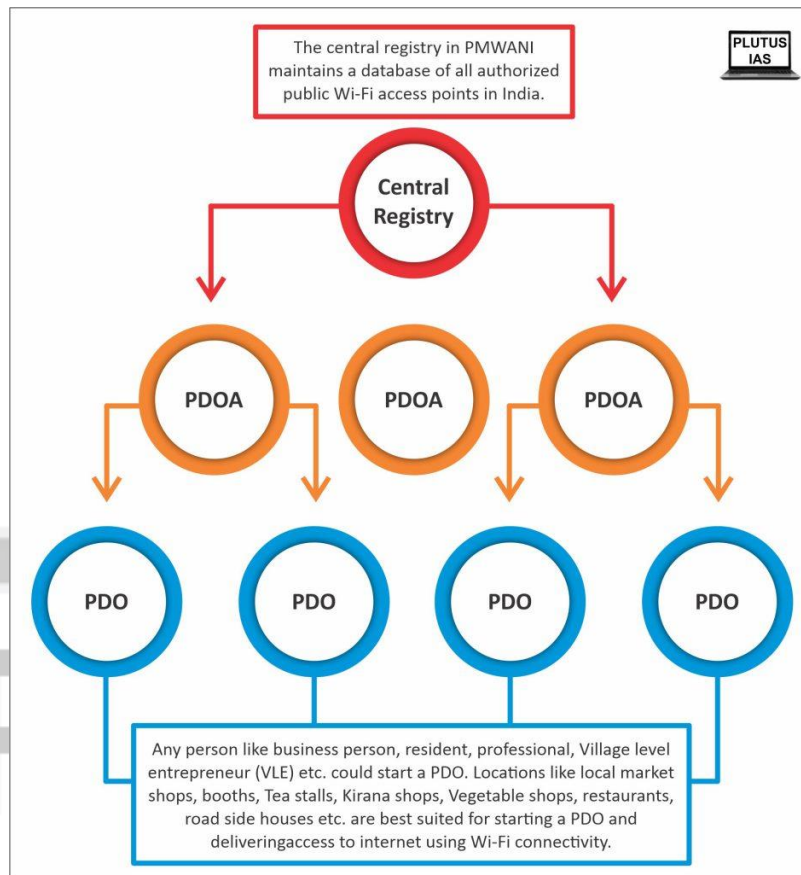 The central registry in PMWANI
maintains a database of all authorized
public Wi-Fi access points in India.
PLUTUS
IAS
Central
Registry
PDOA
PDOA
PDOA
PDO
PDO
PDO
PDO
Any person like business person, resident, professional, Village level
entrepreneur (VLE) etc. could start a PDO. Locations like local market
shops, booths, Tea stalls, Kirana shops, Vegetable shops, restaurants,
road side houses etc. are best suited for starting a PDO and
deliveringaccess to internet using Wi-Fi connectivity.